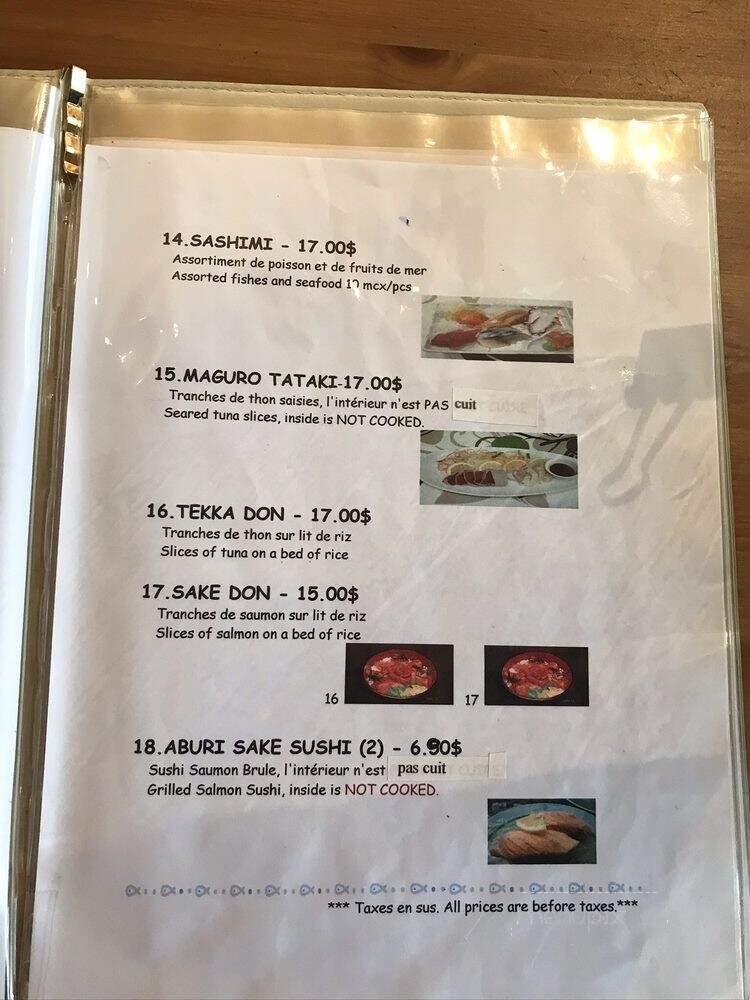 14.SASHIMI - 17.00$
Assortiment de poisson et de fruits de mer
Assorted fishes and seafood 10 mcx/pcs
15.MAGURO TATAKI-17.00$
Tranches de thon saisies, l'intérieur n'est PAS cuit
Seared tuna slices, inside is NOT COOKED.
16.TEKKA DON - 17.00$
Tranches de thon sur lit de riz
Slices of tuna on a bed of rice
17.SAKE DON - 15.00$
Tranches de saumon sur lit de riz
Slices of salmon on a bed of rice
16 17
18.ABURI SAKE SUSHI (2) - 6.90$
Sushi Saumon Brule, l'intérieur n'est pas cuit
Grilled Salmon Sushi, inside is NOT COOKED.
*** Taxes en sus. All prices are before taxes.***